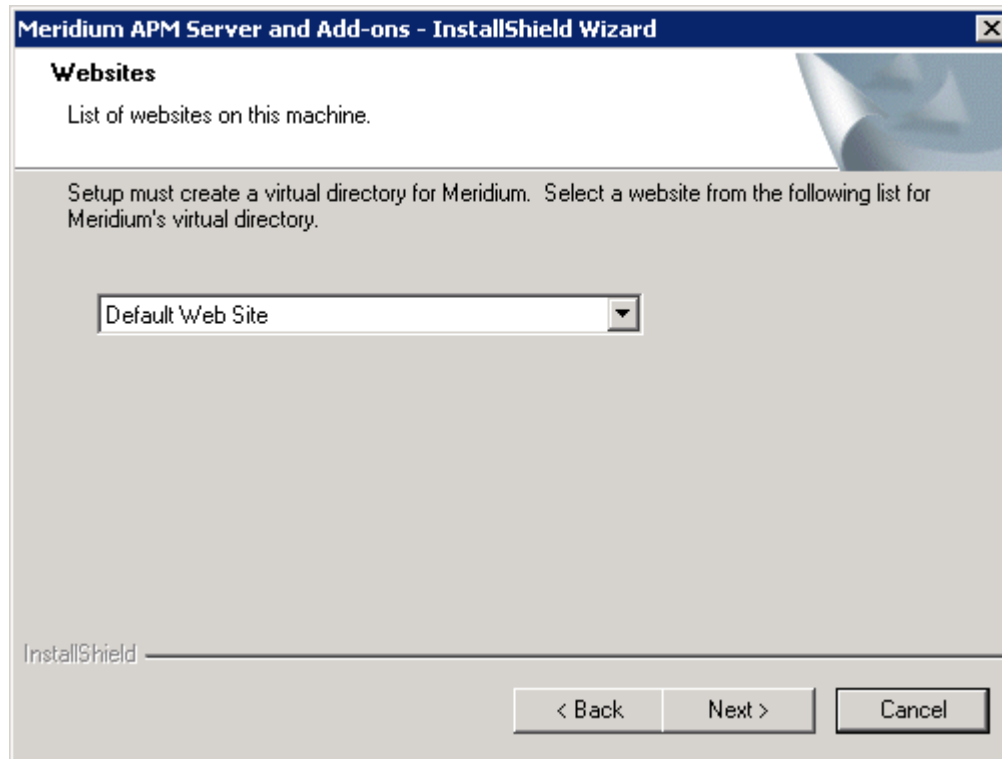 Meridium APM Server and Add-ons - InstallShield Wizard
Websites
List of websites on this machine.
Setup must create a virtual directory for Meridium.  Select a website from the following list for
Meridium's virtual directory.
Default Web Site
InstallShield
< Back
Next >
Cancel